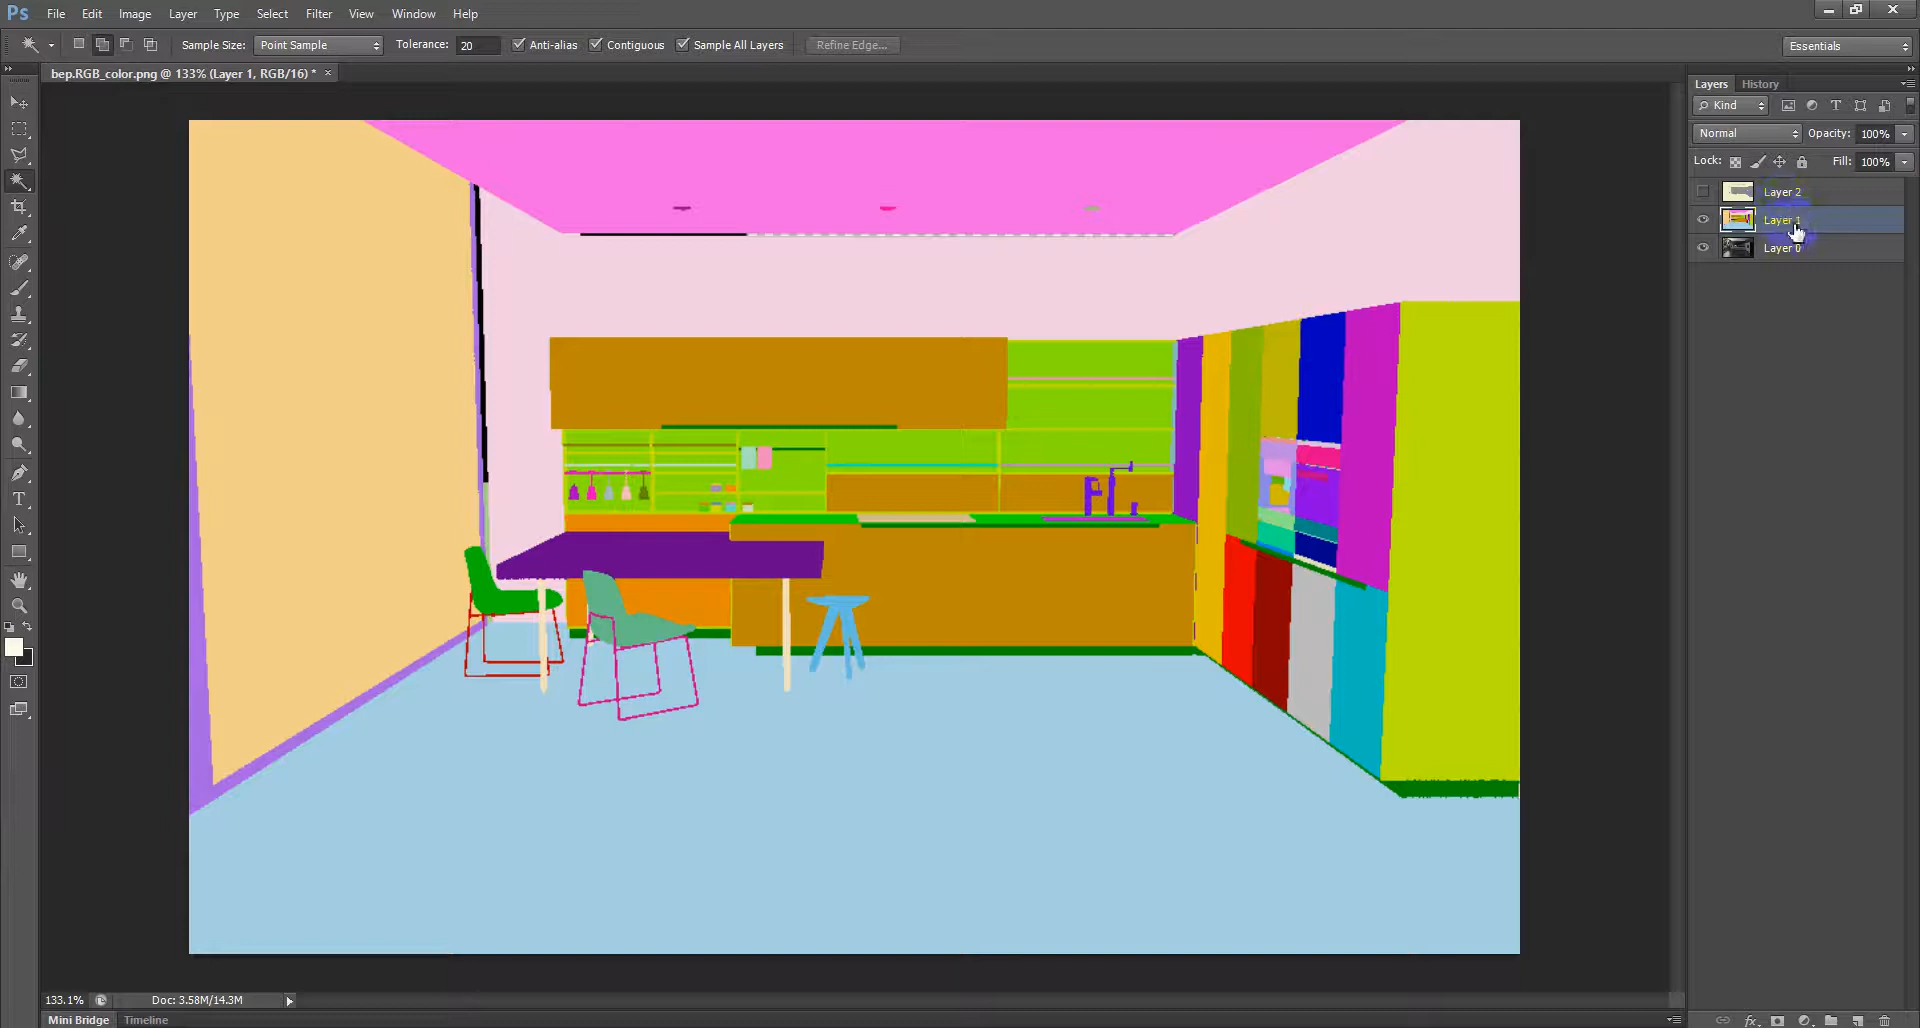 Ps File Edit Image Layer Type Select Filter View Window Help
Sample Size: Point Sample Tolerance: 20 Anti-alias Contiguous Sample All Layers Refine Edge... Essentials
bep.RGB_color.png @ 133% (Layer 1, RGB/16) * ×
Layers History
Kind
Normal Opacity: 100%
Lock: Fill: 100%
Layer 2
Layer 1
Layer 0
133.1% Doc: 3.58M/14.3M
Mini Bridge Timeline